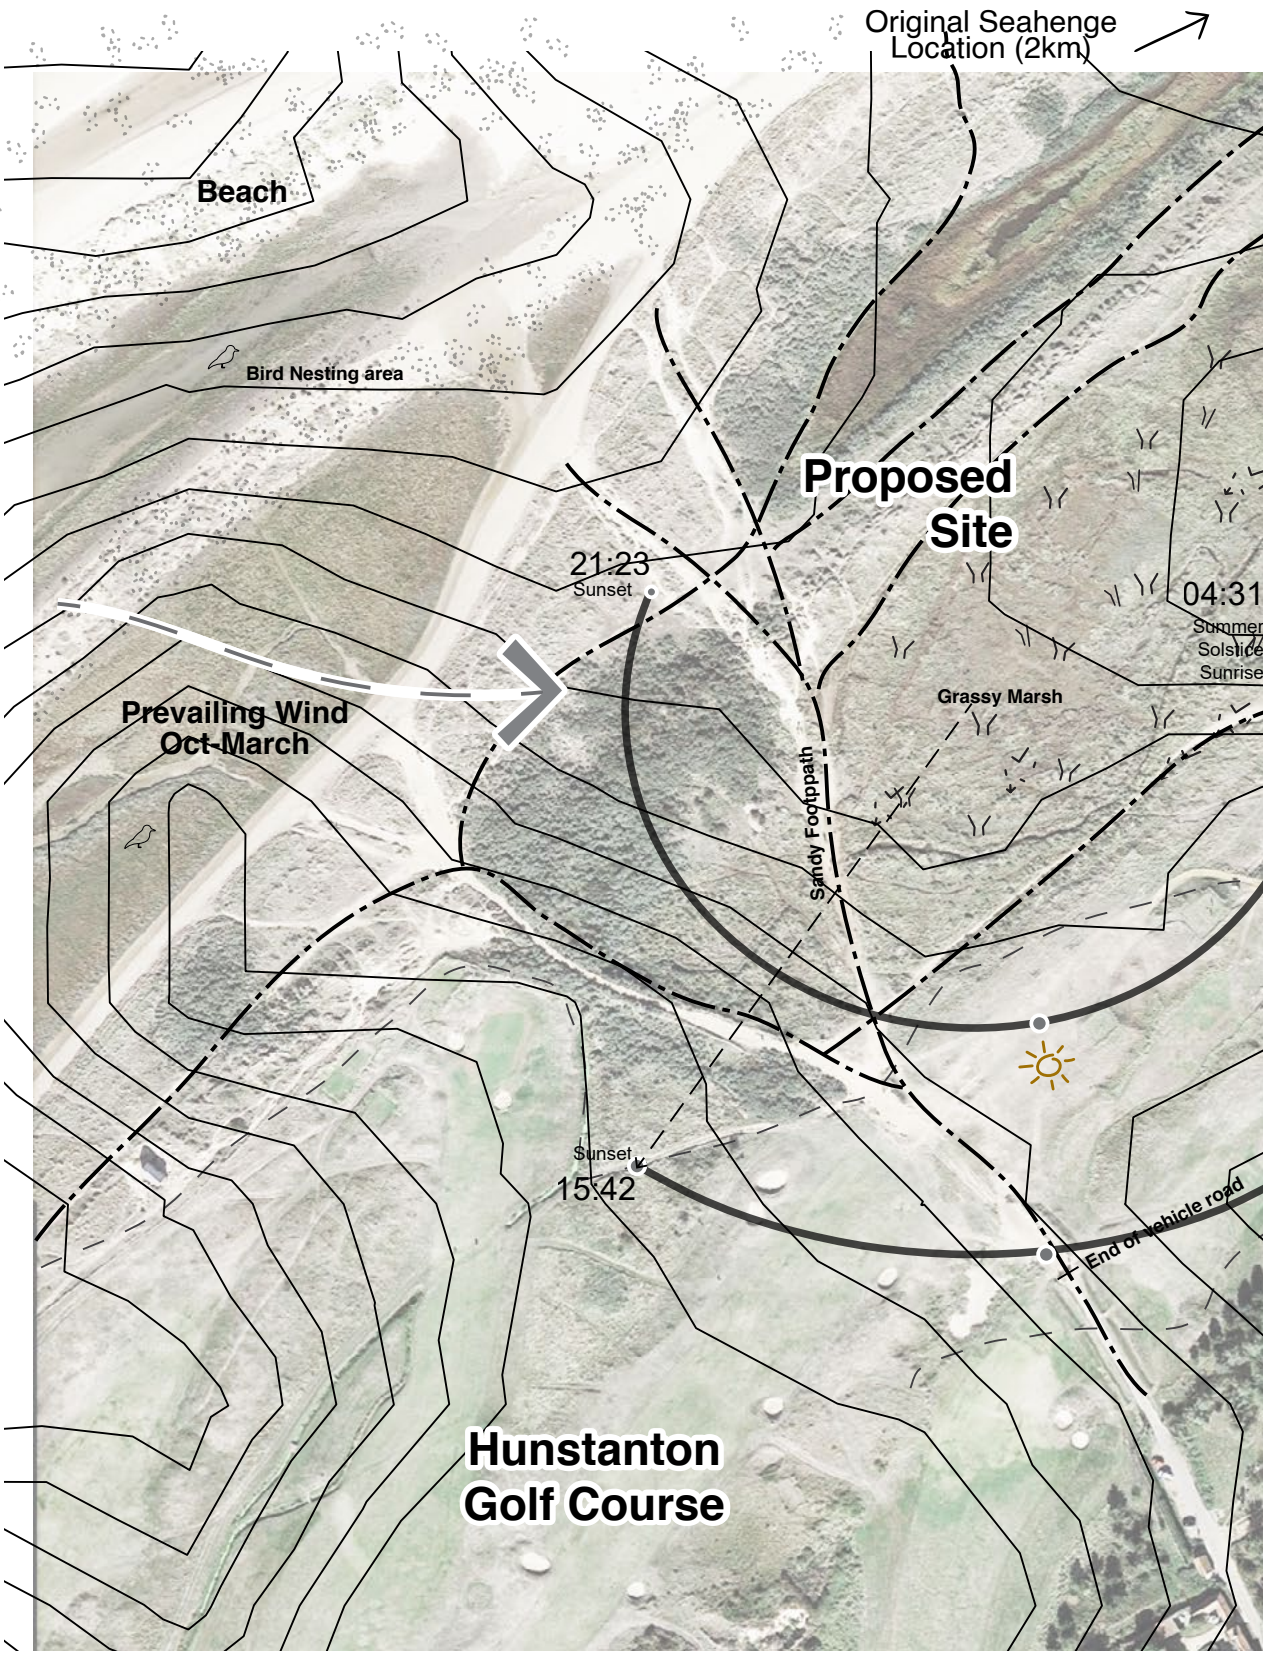 Original Seahenge
Location (2km)
Beach
Bird Nesting area
Proposed
Site
21:23
Sunset
04:31
Summer
Solstice
Sunrise
Grassy Marsh
Prevailing Wind
Oct-March
Sandy Footppath
Sunset
15:42
End of vehicle road
Hunstanton
Golf Course